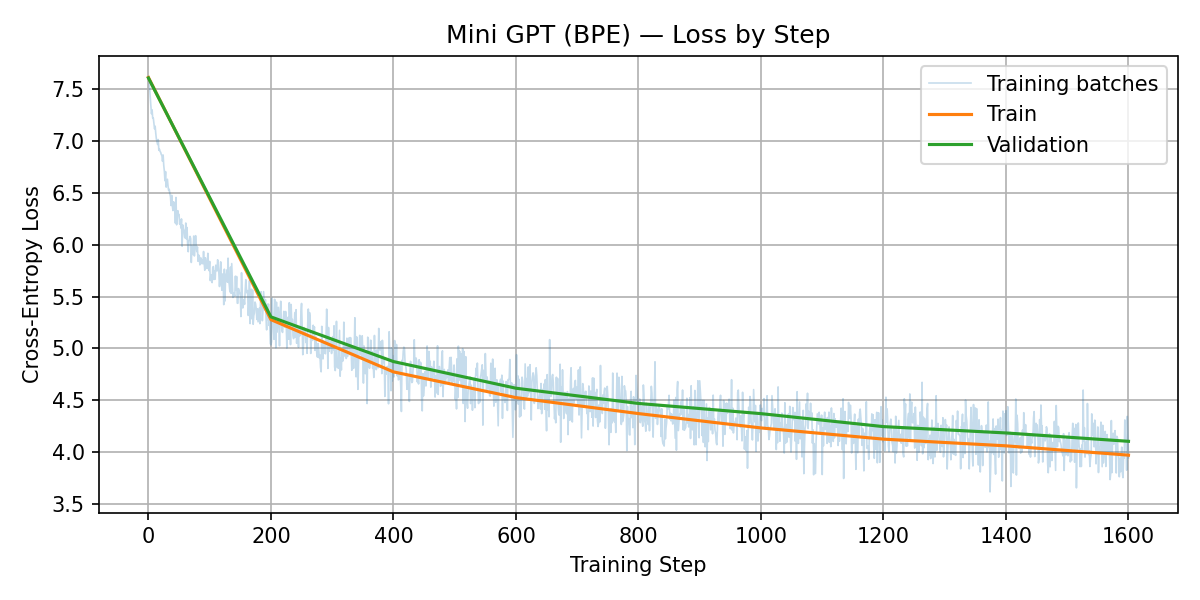 Mini GPT (BPE) — Loss by Step
Training batches
Train
Validation
Cross-Entropy Loss
7.5
7.0
6.5
6.0
5.5
5.0
4.5
4.0
3.5
0 200 400 600 800 1000 1200 1400 1600
Training Step